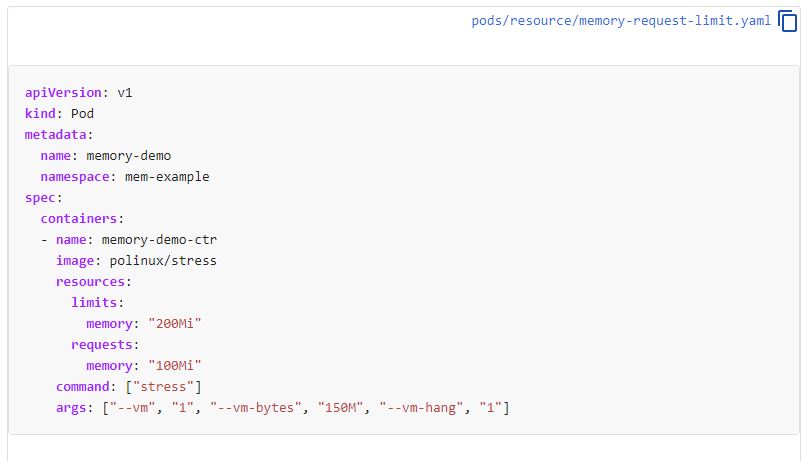 pods/resource/memory-request-limit.yaml
apiVersion: v1
kind: Pod
metadata:
  name: memory-demo
  namespace: mem-example
spec:
  containers:
  - name: memory-demo-ctr
    image: polinux/stress
    resources:
      limits:
        memory: "200Mi"
      requests:
        memory: "100Mi"
    command: ["stress"]
    args: ["--vm", "1", "--vm-bytes", "150M", "--vm-hang", "1"]